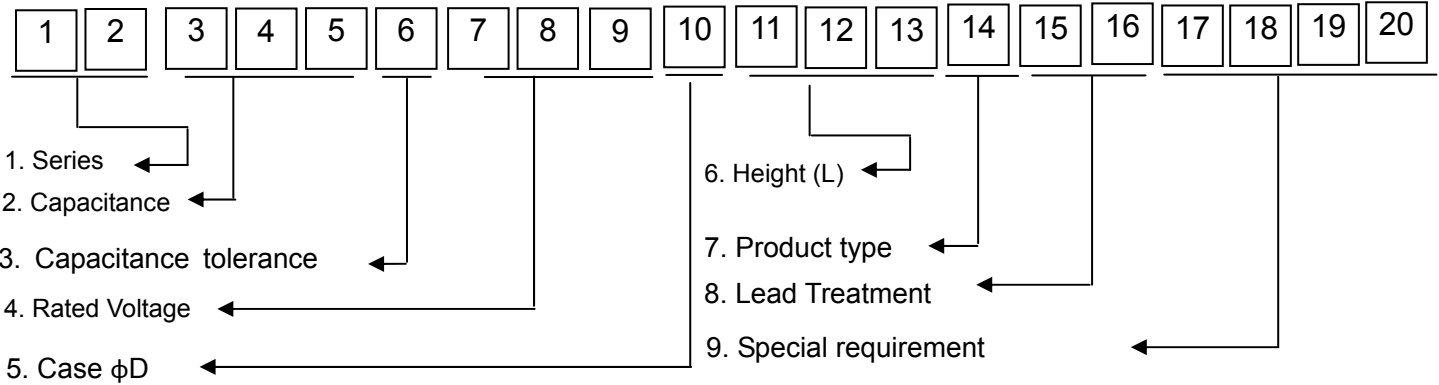 1 2 3 4 5 6 7 8 9 10 11 12 13 14 15 16 17 18 19 20
1. Series
2. Capacitance
3. Capacitance tolerance
4. Rated Voltage
5. Case ϕD
6. Height (L)
7. Product type
8. Lead Treatment
9. Special requirement